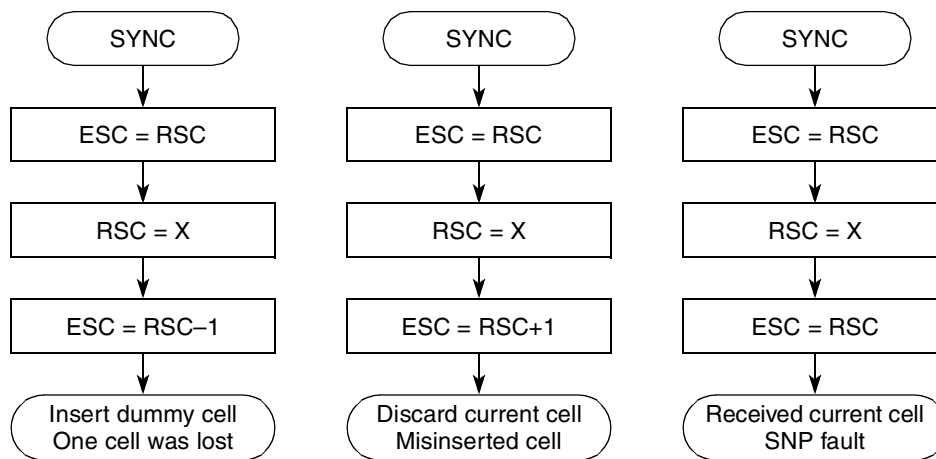 SYNC
ESC = RSC
RSC = X
ESC = RSC–1
Insert dummy cell
One cell was lost
SYNC
ESC = RSC
RSC = X
ESC = RSC+1
Discard current cell
Misinserted cell
SYNC
ESC = RSC
RSC = X
ESC = RSC
Received current cell
SNP fault